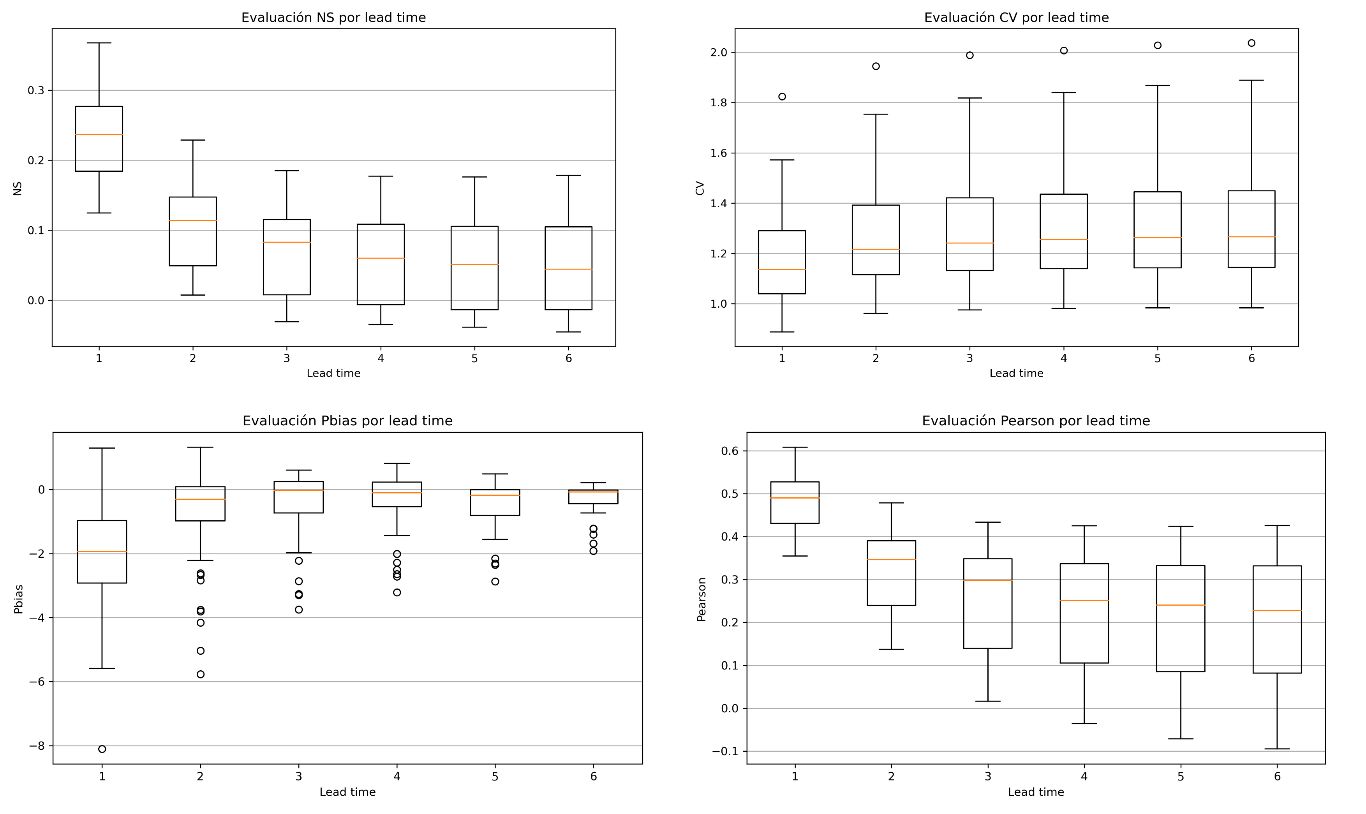 Evaluación NS por lead time
NS
0.3
0.2
0.1
0.0
1 2 3 4 5 6
Lead time
Evaluación CV por lead time
CV
2.0
1.8
1.6
1.4
1.2
1.0
1 2 3 4 5 6
Lead time
Evaluación Pbias por lead time
Pbias
0
−2
−4
−6
−8
1 2 3 4 5 6
Lead time
Evaluación Pearson por lead time
Pearson
0.6
0.5
0.4
0.3
0.2
0.1
0.0
−0.1
1 2 3 4 5 6
Lead time